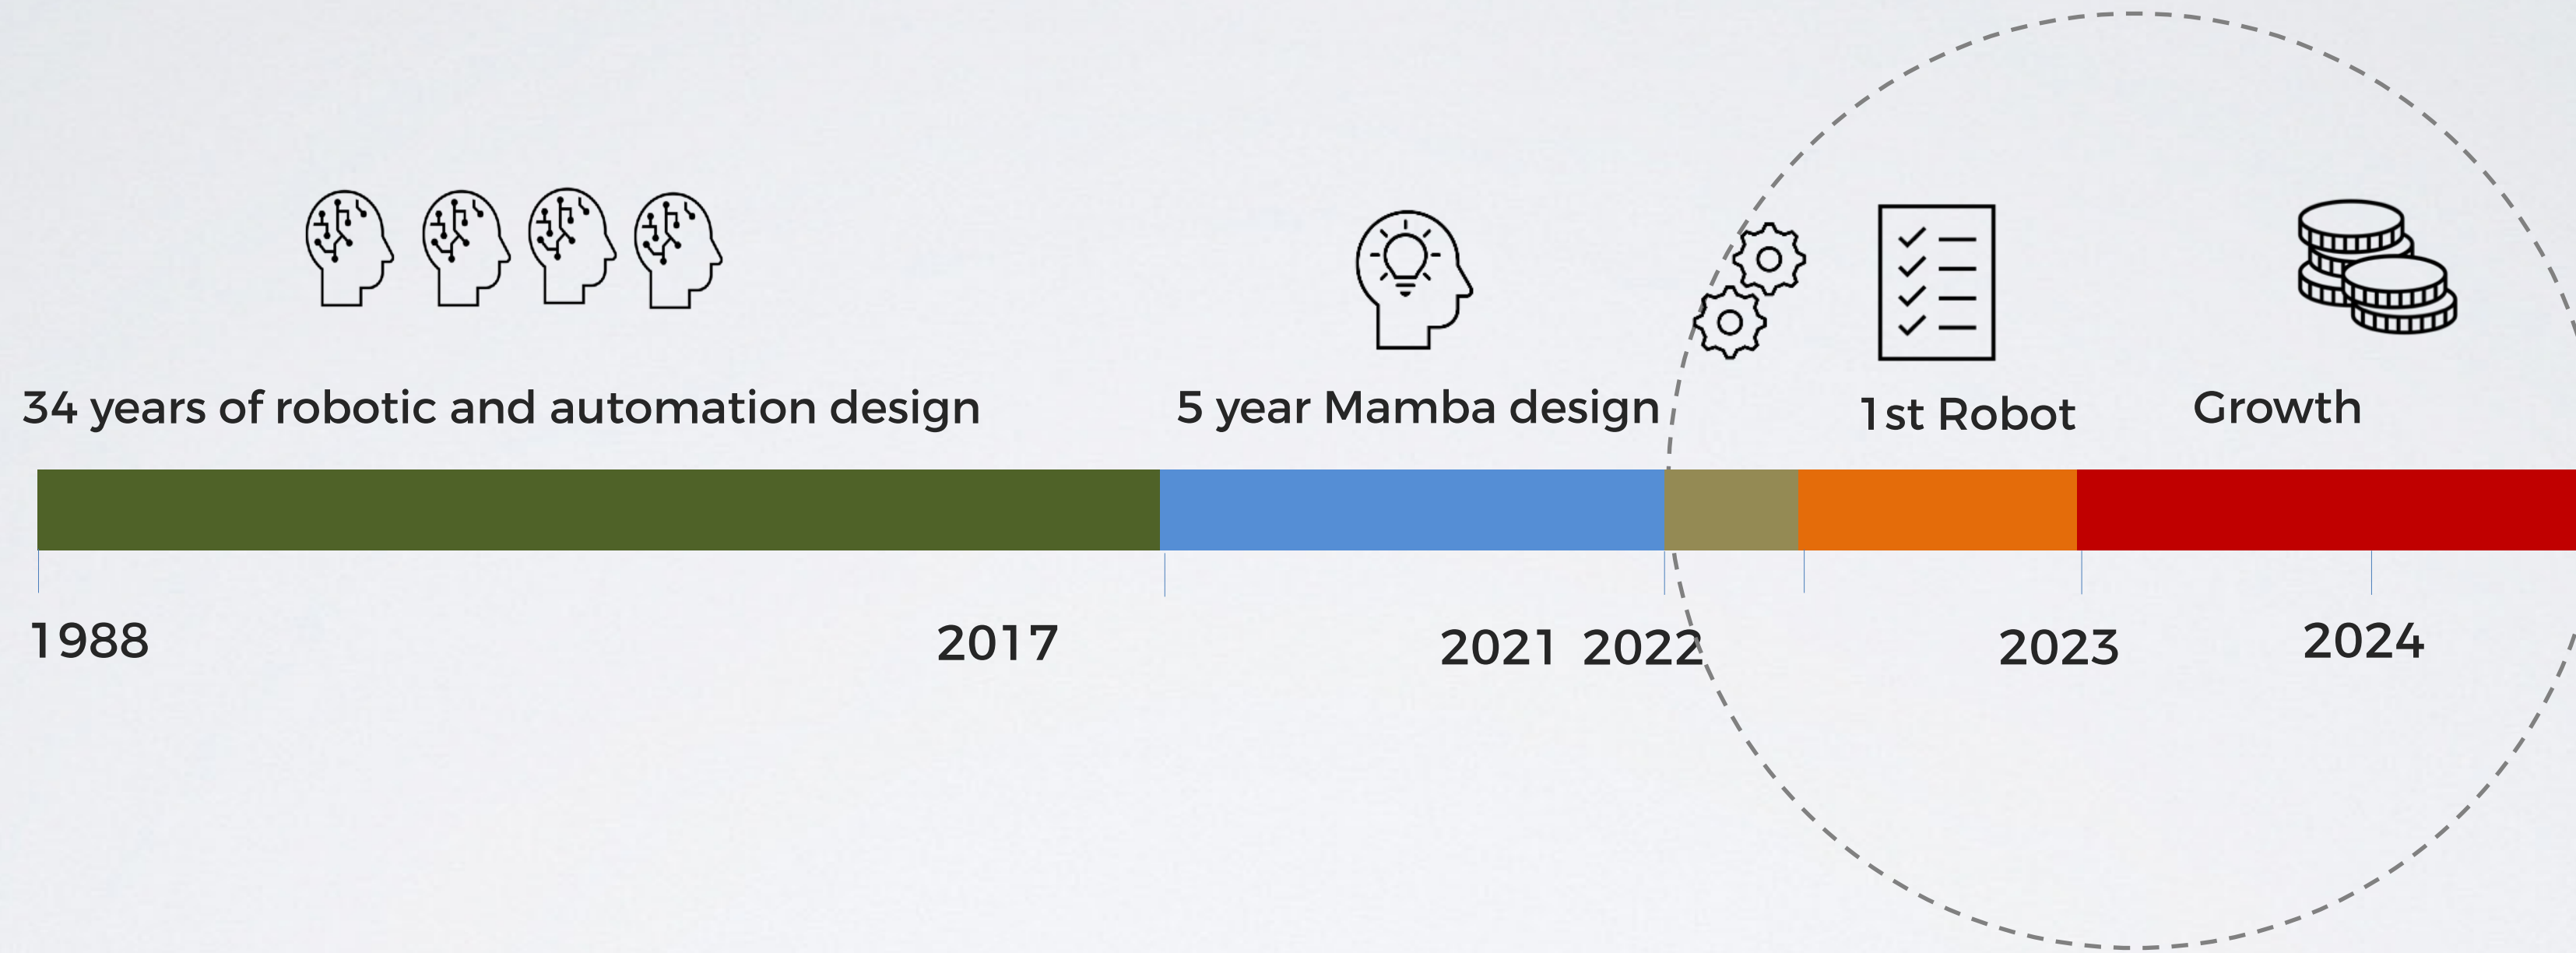 34 years of robotic and automation design
5 year Mamba design
1st Robot
Growth
1988
2017
2021
2022
2023
2024